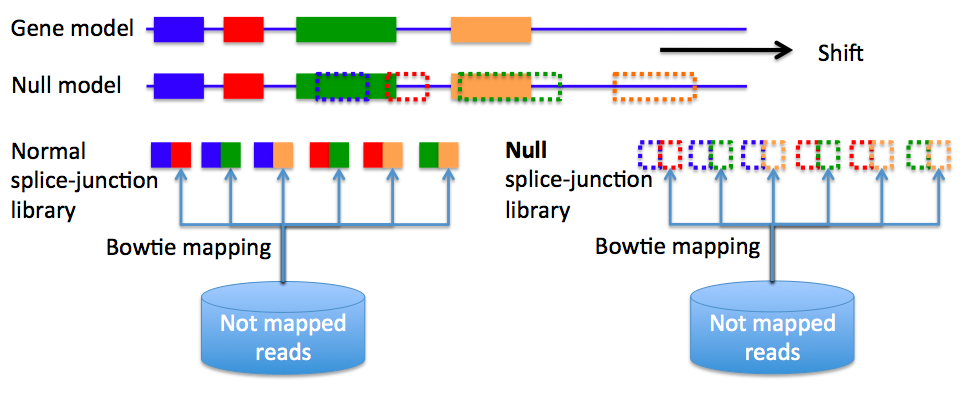 Gene model
Shift
Null model
Normal
splice-junction
library
Bowtie mapping
Not mapped
reads
Null
splice-junction
library
Bowtie mapping
Not mapped
reads